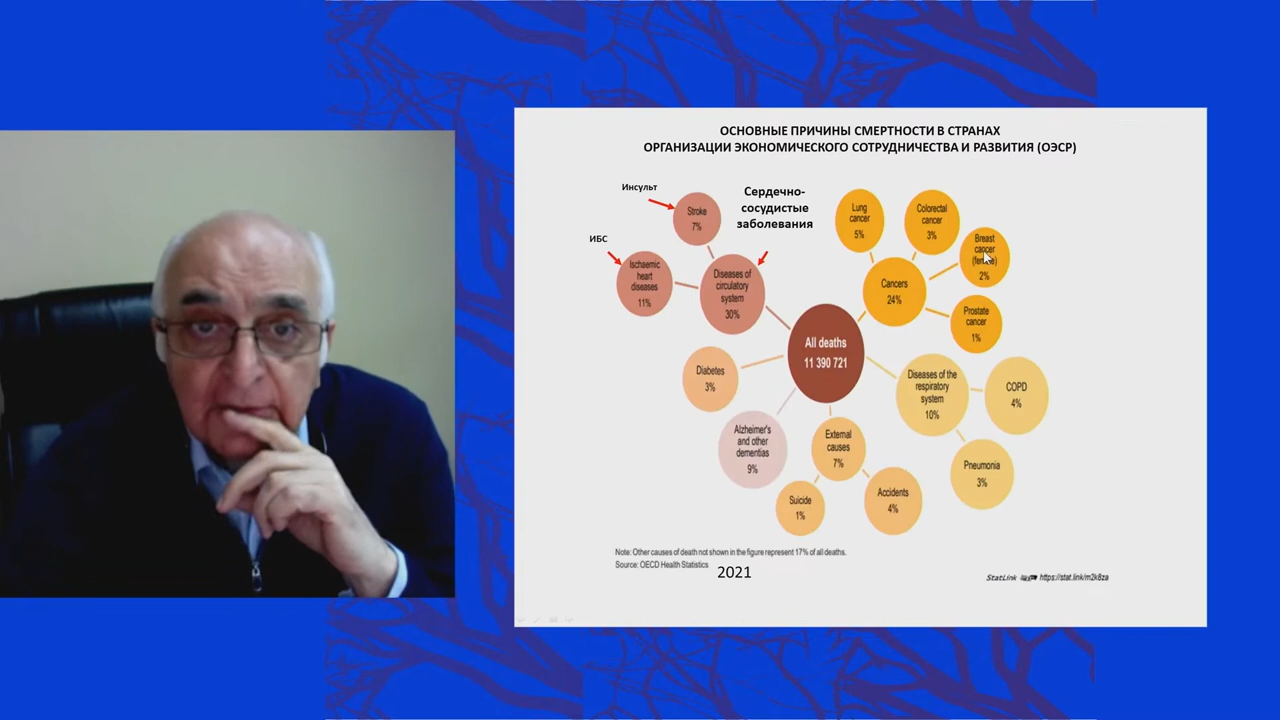 ОСНОВНЫЕ ПРИЧИНЫ СМЕРТНОСТИ В СТРАНАХ
ОРГАНИЗАЦИИ ЭКОНОМИЧЕСКОГО СОТРУДНИЧЕСТВА И РАЗВИТИЯ (ОЭСР)
Инсульт
Сердечно-
сосудистые
заболевания
ИБС
Stroke
7%
Ischaemic
heart
diseases
11%
Diseases of
circulatory
system
30%
Lung
cancer
5%
Colorectal
cancer
3%
Breast
cancer
(female)
2%
Cancers
24%
Prostate
cancer
1%
All deaths
11 390 721
Diabetes
3%
Diseases of the
respiratory
system
10%
COPD
4%
Alzheimer's
and other
dementias
9%
External
causes
7%
Pneumonia
3%
Suicide
1%
Accidents
4%
Note: Other causes of death not shown in the figure represent 17% of all deaths.
Source: OECD Health Statistics
2021
StatLink https://stat.link/m2k8za